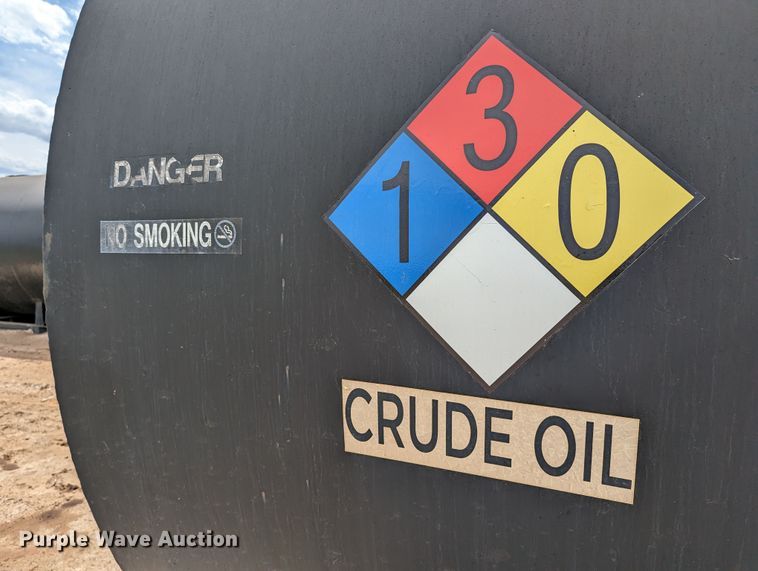 3
1
0
DANGER
NO SMOKING
CRUDE OIL
Purple Wave Auction